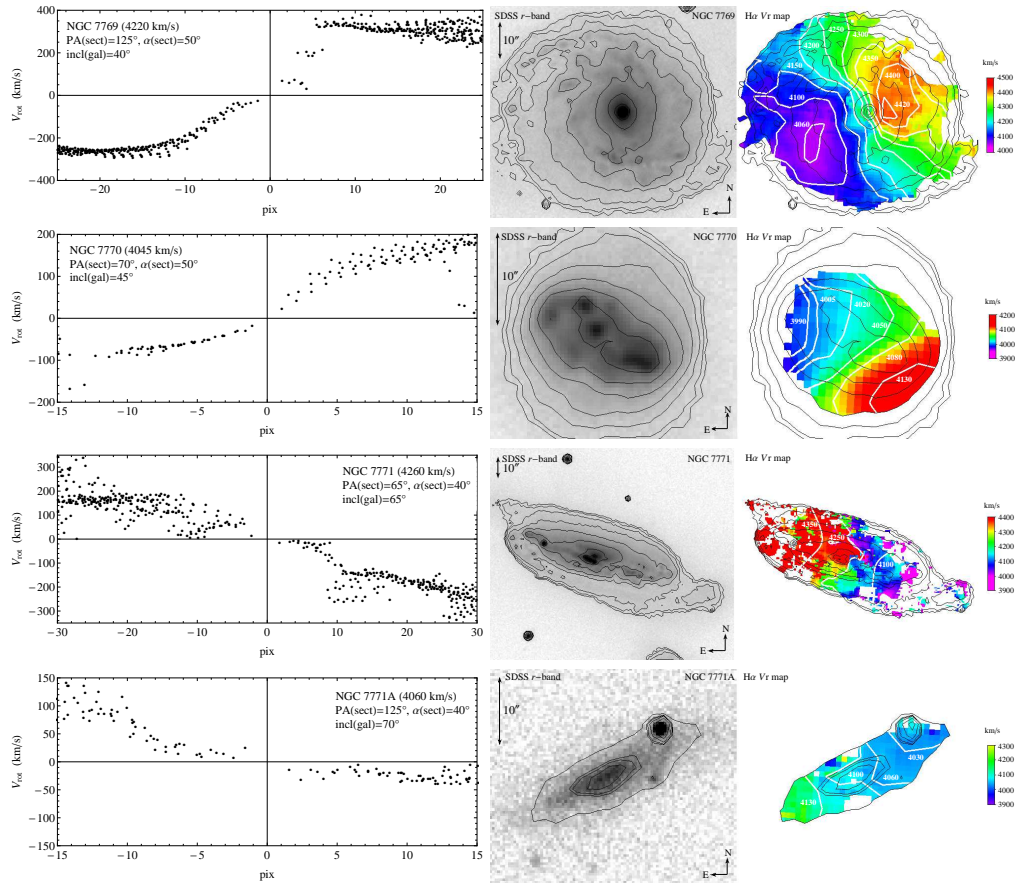 NGC 7769 (4220 km/s)
PA(sect)=125°, α(sect)=50°
incl(gal)=40°
400
200
0
−200
400
Vrot (km/s)
−20 −10 0 10 20
pix
SDSS r−band NGC 7769
10″
N
E
Hα Vr map
4250
4200
4300
4150
4350
4100
4400
4060
4420
km/s
4500
4400
4300
4200
4100
4000
NGC 7770 (4045 km/s)
PA(sect)=70°, α(sect)=50°
incl(gal)=45°
200
100
0
−100
−200
Vrot (km/s)
−15 −10 −5 0 5 10 15
pix
SDSS r−band NGC 7770
10″
N
E
Hα Vr map
4005
4020
3990
4050
4080
4130
km/s
4200
4100
4000
3900
NGC 7771 (4260 km/s)
PA(sect)=65°, α(sect)=40°
incl(gal)=65°
300
200
100
0
−100
−200
−300
Vrot (km/s)
−30 −20 −10 0 10 20 30
pix
SDSS r−band NGC 7771
10″
N
E
Hα Vr map
4350
4250
4100
km/s
4400
4300
4200
4100
4000
3900
NGC 7771A (4060 km/s)
PA(sect)=125°, α(sect)=40°
incl(gal)=70°
150
100
50
0
−50
−100
−150
Vrot (km/s)
−15 −10 −5 0 5 10 15
pix
SDSS r−band NGC 7771A
10″
N
E
Hα Vr map
4030
4100
4060
4130
km/s
4300
4200
4100
4000
3900